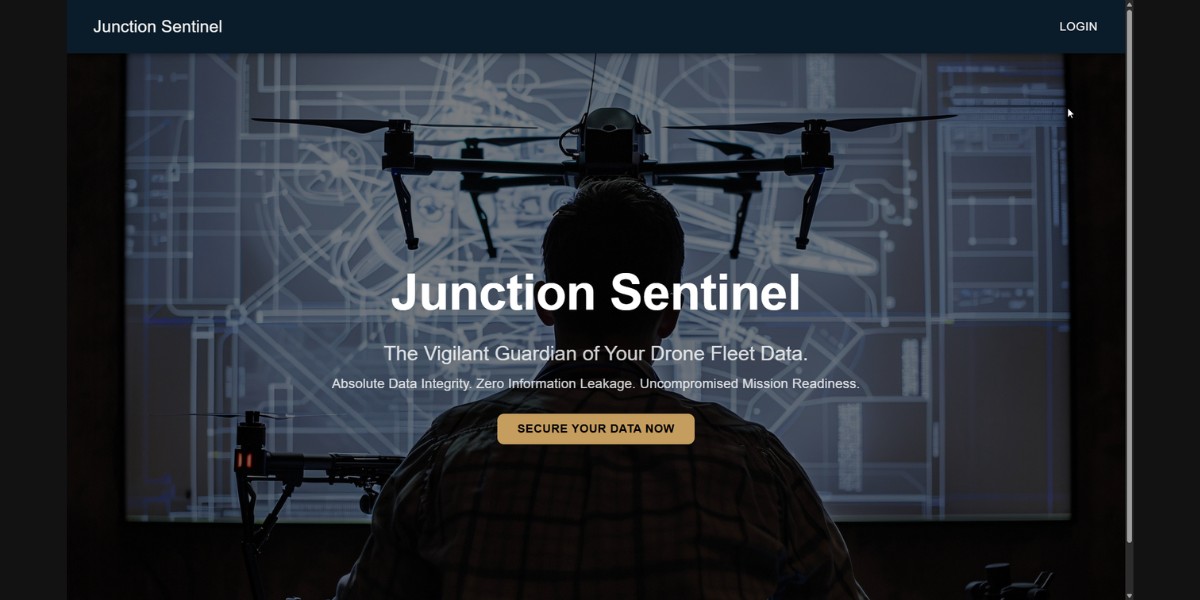 Junction Sentinel
LOGIN
Junction Sentinel
The Vigilant Guardian of Your Drone Fleet Data.
Absolute Data Integrity. Zero Information Leakage. Uncompromised Mission Readiness.
SECURE YOUR DATA NOW